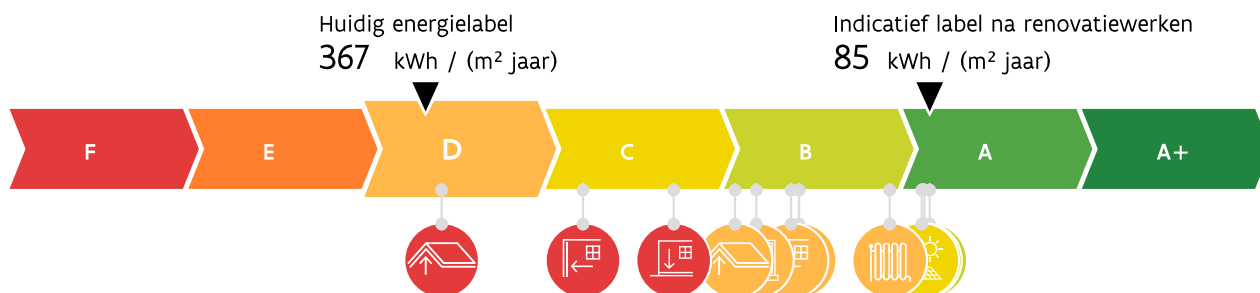 Huidig energielabel
367 kWh / (m² jaar)
Indicatief label na renovatiewerken
85 kWh / (m² jaar)
F E D C B A A+